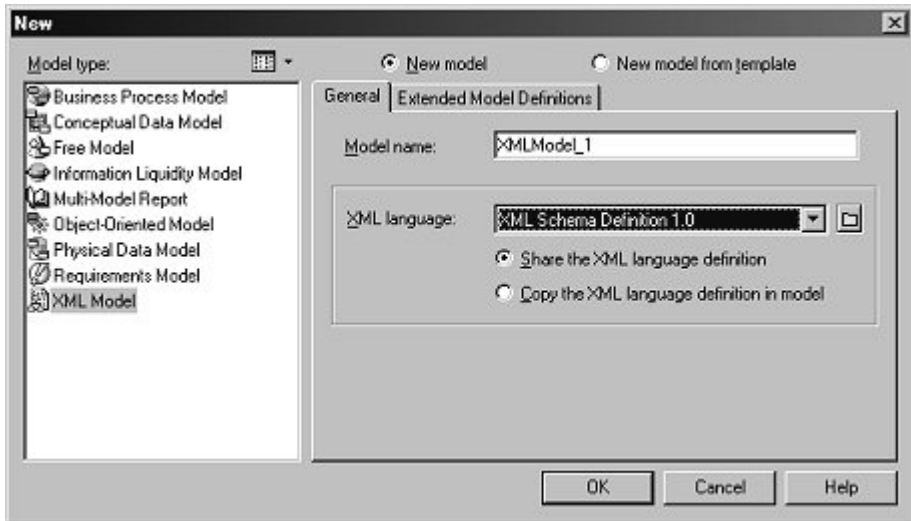 New
Model type:
New model
New model from template
Business Process Model
Conceptual Data Model
Free Model
Information Liquidity Model
Multi-Model Report
Object-Oriented Model
Physical Data Model
Requirements Model
XML Model
General
Extended Model Definitions
Model name:
XMLModel_1
XML language:
XML Schema Definition 1.0
Share the XML language definition
Copy the XML language definition in model
OK
Cancel
Help